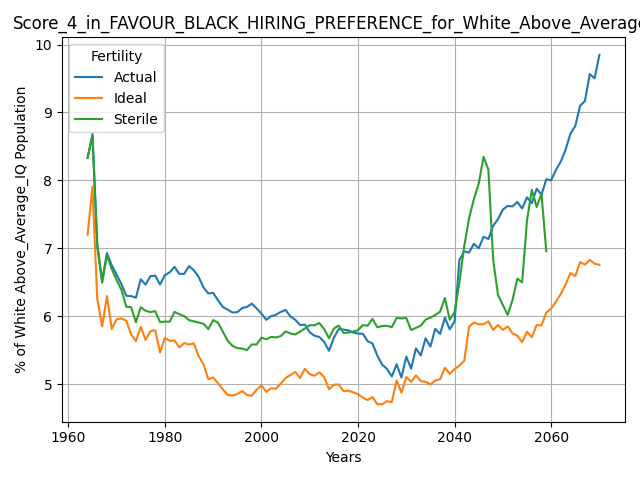 Score_4_in_FAVOUR_BLACK_HIRING_PREFERENCE_for_White_Above_Average
Fertility
Actual
Ideal
Sterile
% of White Above_Average_IQ Population
10
9
8
7
6
5
1960 1980 2000 2020 2040 2060
Years